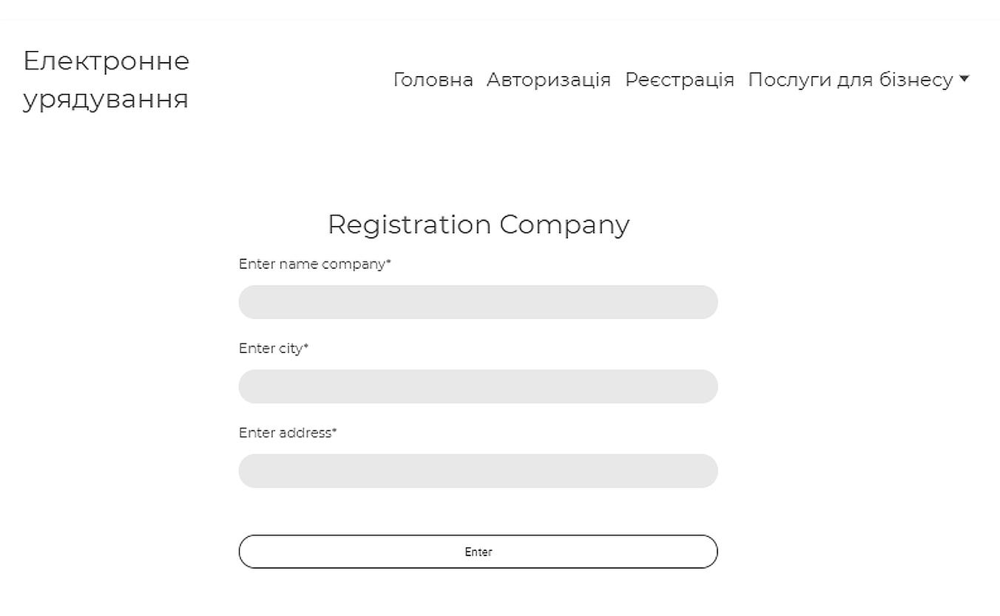 Електронне
урядування
Головна Авторизація Реєстрація Послуги для бізнесу
Registration Company
Enter name company*
Enter city*
Enter address*
Enter